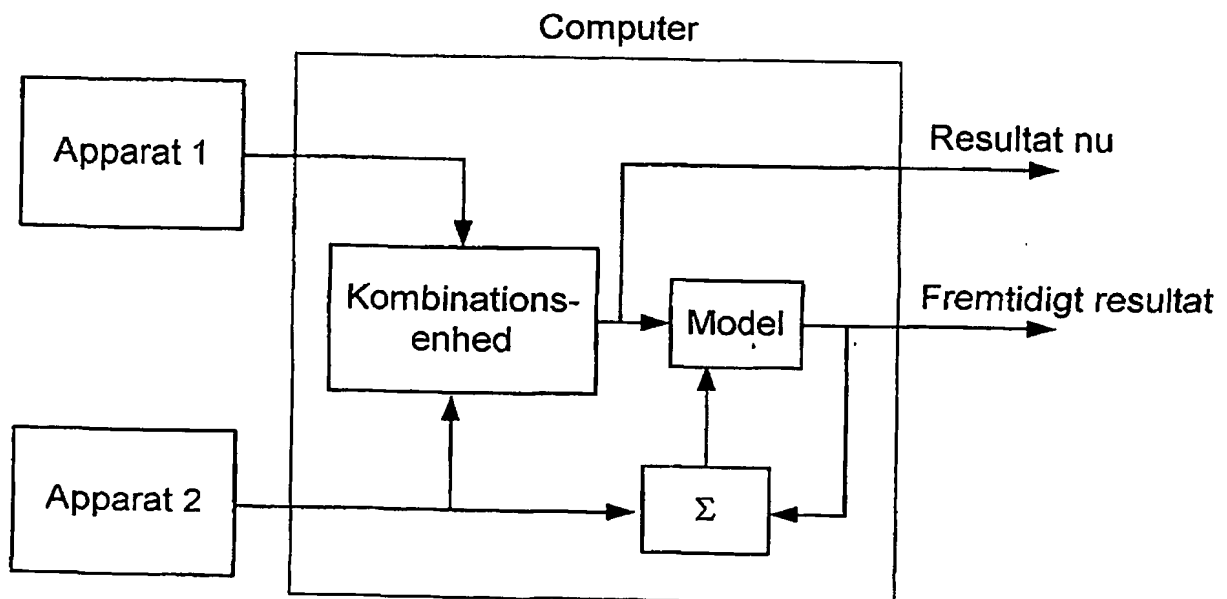 Computer
Apparat 1
Resultat nu
Kombinations-
enhed
Model
Fremtidigt resultat
Apparat 2
Σ